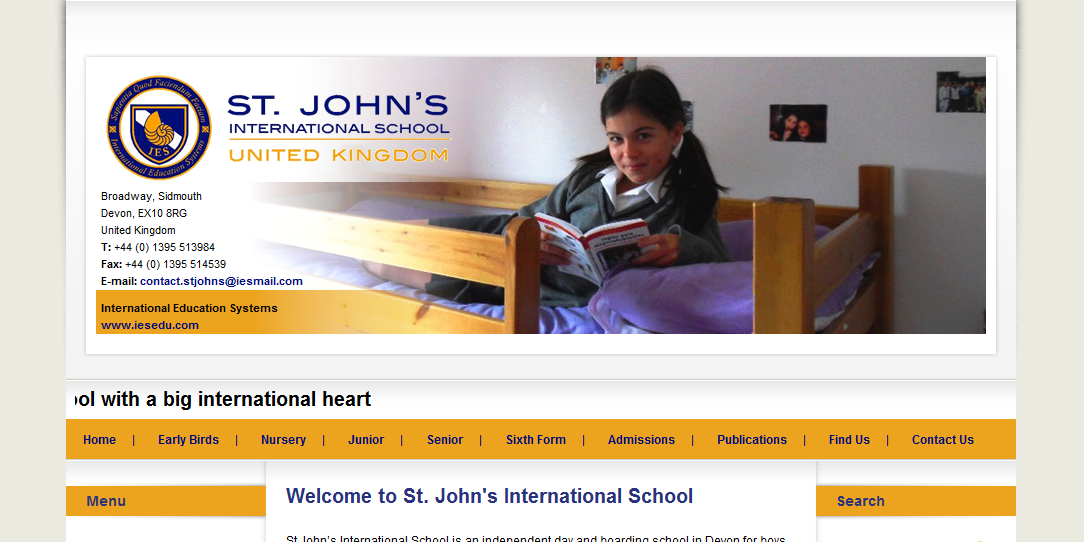 Sapientia Quod Faciendum Faciam
IES
International Education Systems
ST. JOHN'S
INTERNATIONAL SCHOOL
UNITED KINGDOM
Broadway, Sidmouth
Devon, EX10 8RG
United Kingdom
T: +44 (0) 1395 513984
Fax: +44 (0) 1395 514539
E-mail: contact.stjohns@iesmail.com
International Education Systems
www.iesedu.com
ool with a big international heart
Home | Early Birds | Nursery | Junior | Senior | Sixth Form | Admissions | Publications | Find Us | Contact Us
Menu
Welcome to St. John's International School
Search
St John's International School is an independent day and boarding school in Devon for boys